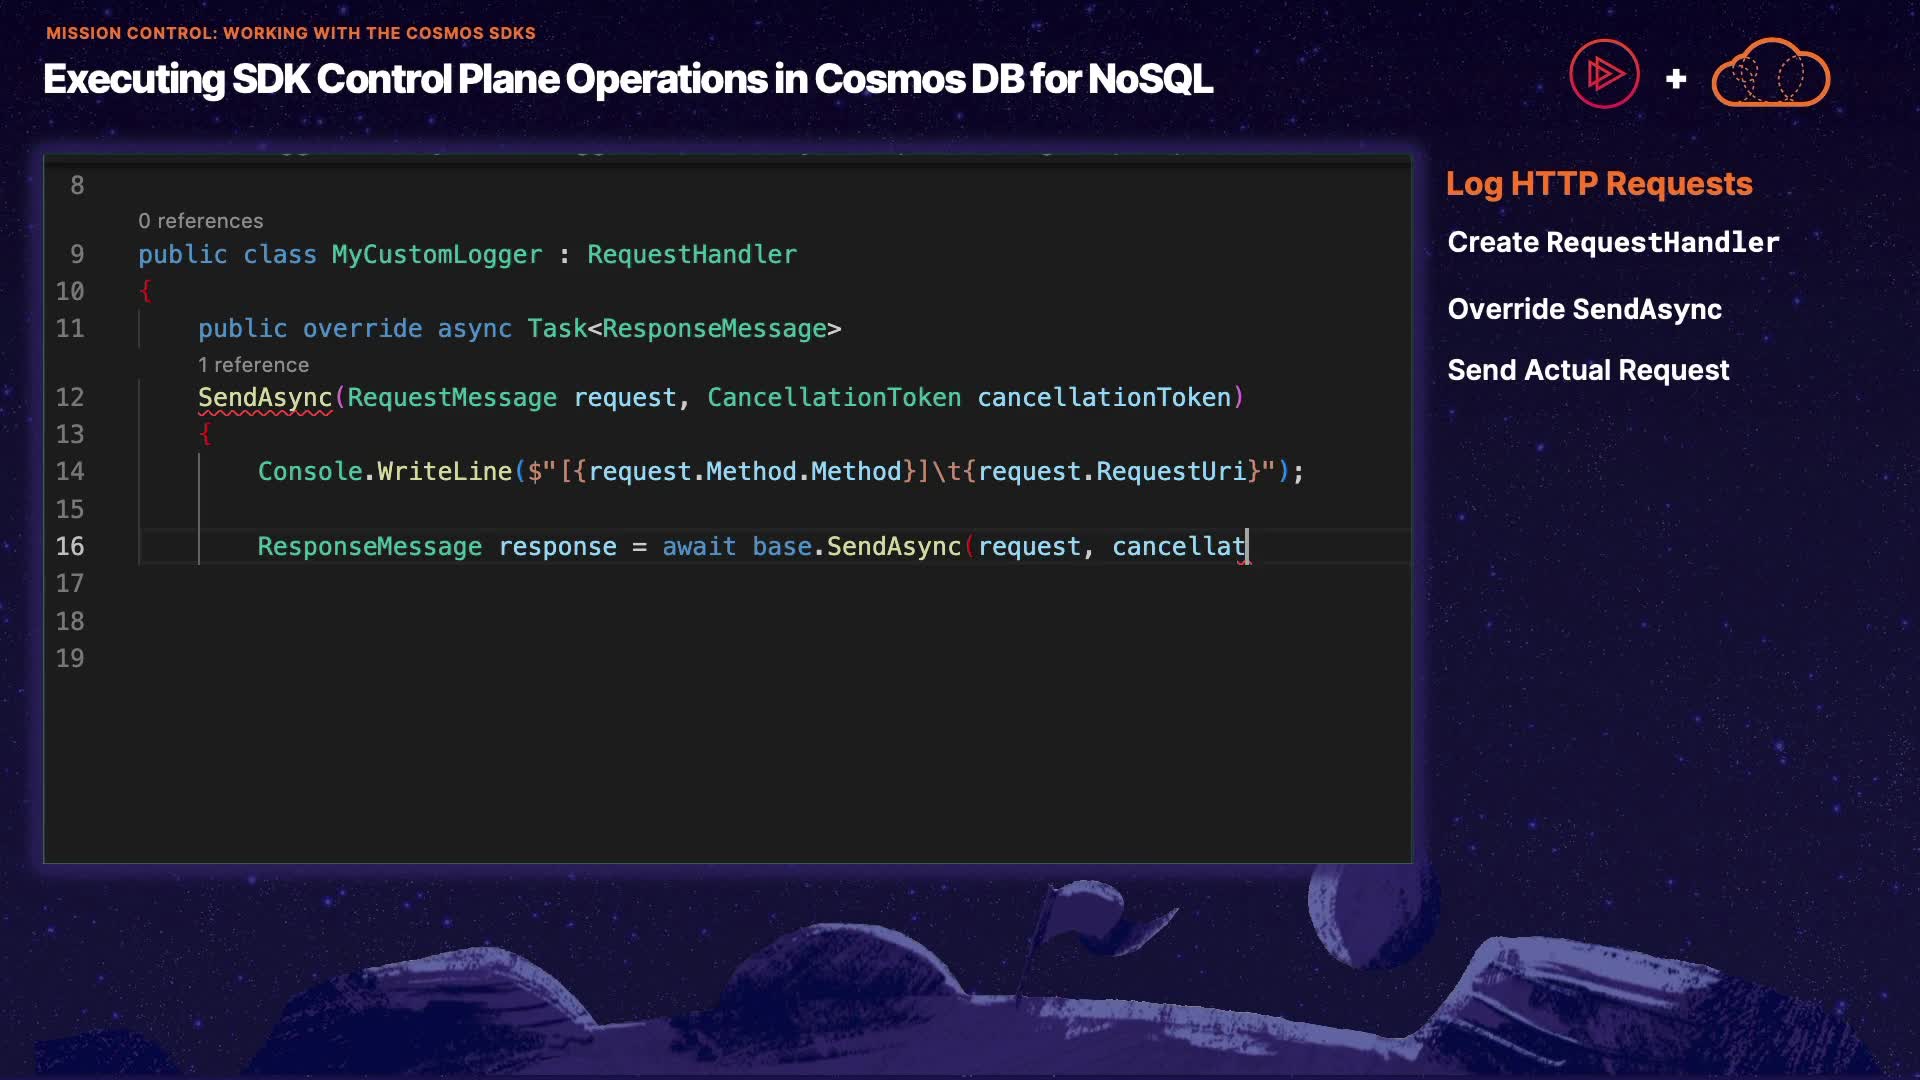 MISSION CONTROL: WORKING WITH THE COSMOS SDKS
Executing SDK Control Plane Operations in Cosmos DB for NoSQL
8
0 references
9 public class MyCustomLogger : RequestHandler
10 {
11 public override async Task<ResponseMessage>
1 reference
12 SendAsync(RequestMessage request, CancellationToken cancellationToken)
13 {
14 Console.WriteLine($"[{request.Method.Method}]\t{request.RequestUri}");
15
16 ResponseMessage response = await base.SendAsync(request, cancellat
17
18
19
Log HTTP Requests
Create RequestHandler
Override SendAsync
Send Actual Request